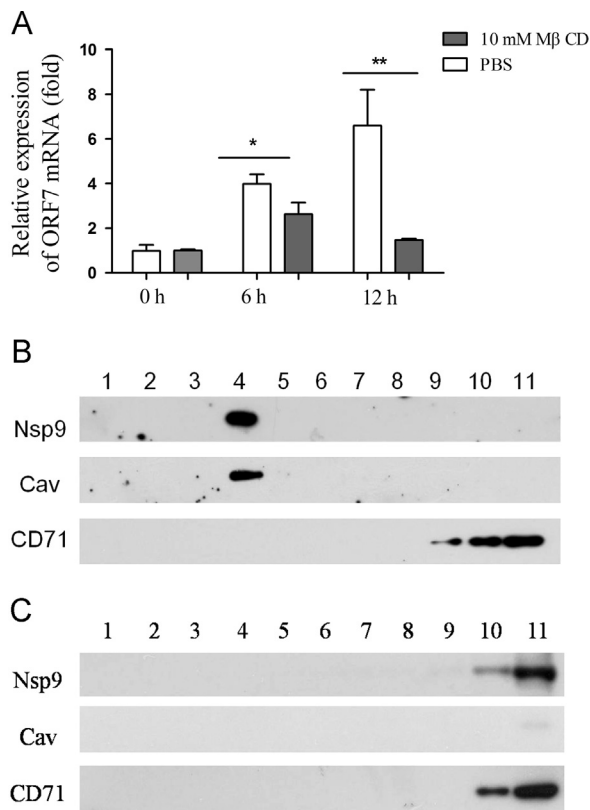 A
10 mM Mβ CD
PBS
Relative expression
of ORF7 mRNA (fold)
10
8
6
4
2
0
*
**
0 h 6 h 12 h
B
1 2 3 4 5 6 7 8 9 10 11
Nsp9
Cav
CD71
C
1 2 3 4 5 6 7 8 9 10 11
Nsp9
Cav
CD71